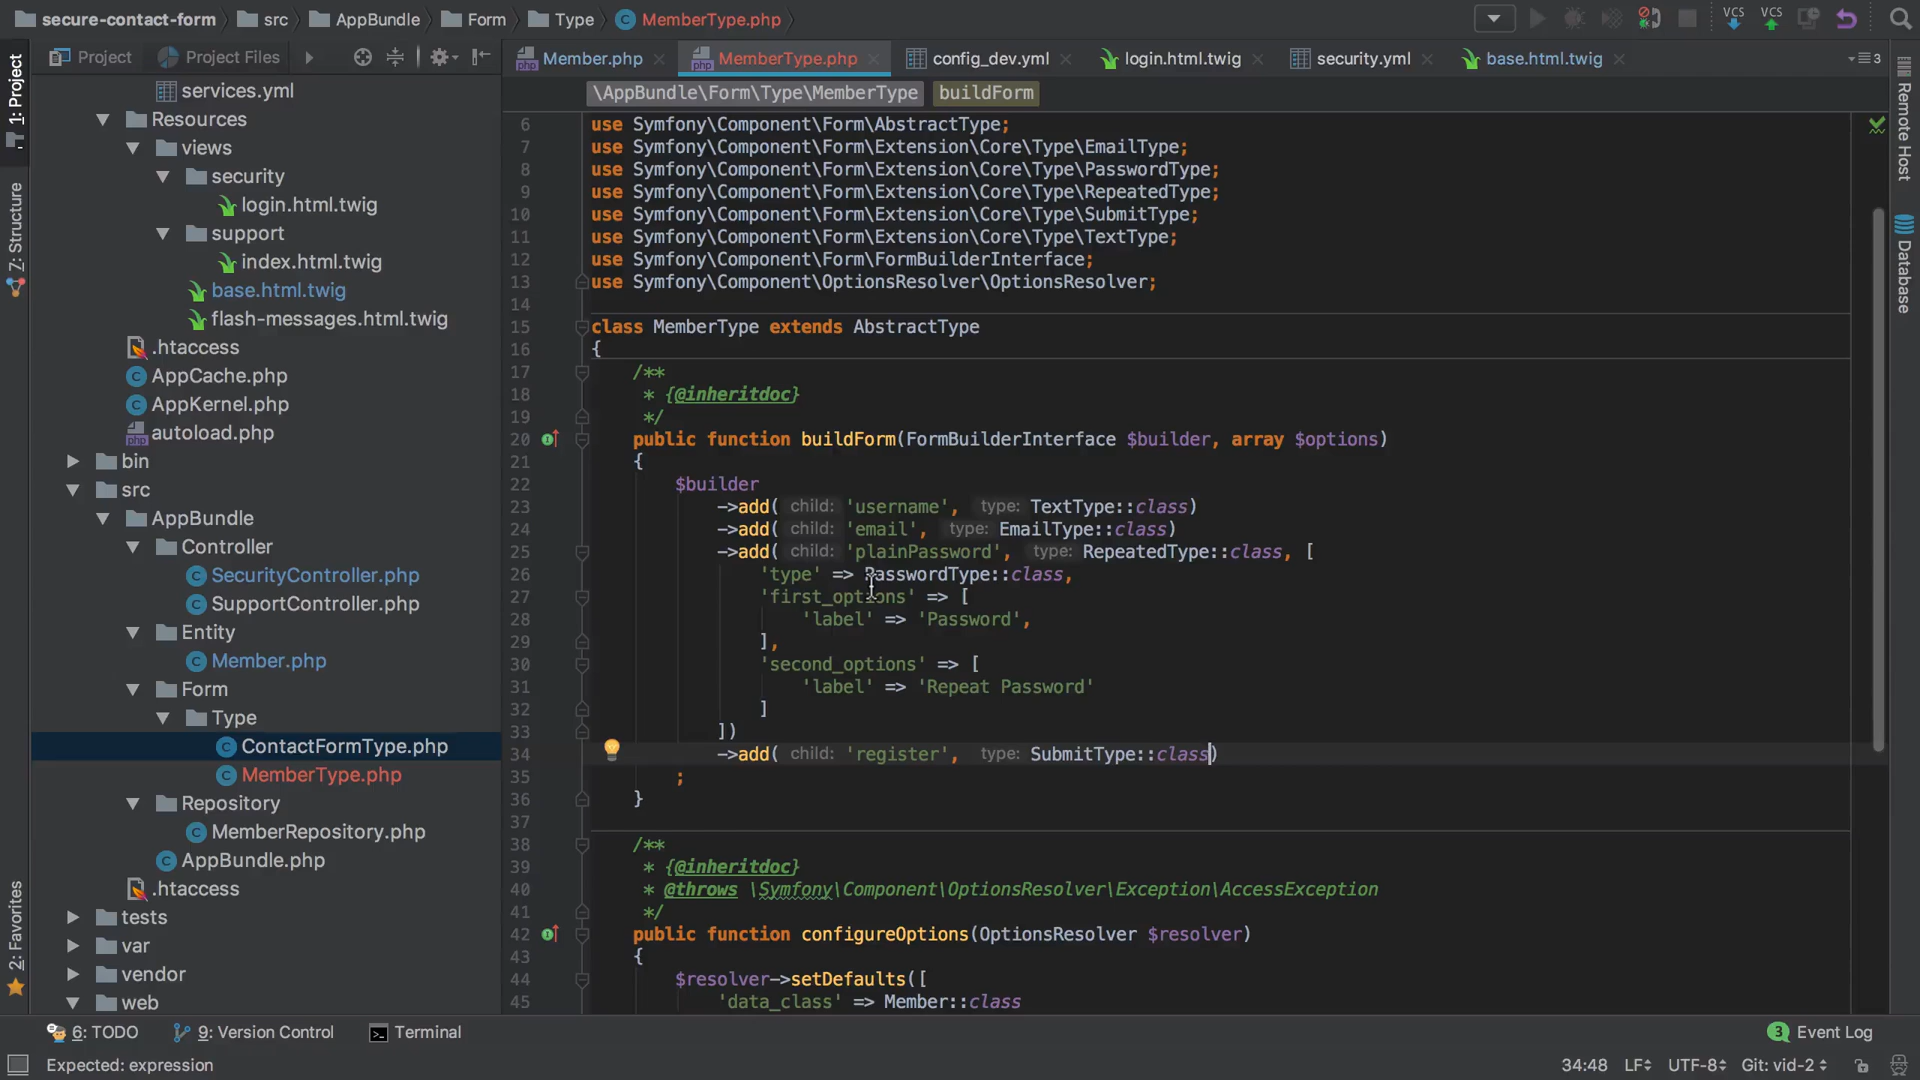 secure-contact-form
src
AppBundle
Form
Type
MemberType.php
VCS
VCS
1: Project
Z: Structure
2: Favorites
Project
Project Files
Member.php
MemberType.php
config_dev.yml
login.html.twig
security.yml
base.html.twig
3
\AppBundle\Form\Type\MemberType
buildForm
services.yml
Resources
views
security
login.html.twig
support
index.html.twig
base.html.twig
flash-messages.html.twig
.htaccess
AppCache.php
AppKernel.php
autoload.php
bin
src
AppBundle
Controller
SecurityController.php
SupportController.php
Entity
Member.php
Form
Type
ContactFormType.php
MemberType.php
Repository
MemberRepository.php
AppBundle.php
.htaccess
tests
var
vendor
web
6 use Symfony\Component\Form\AbstractType;
7 use Symfony\Component\Form\Extension\Core\Type\EmailType;
8 use Symfony\Component\Form\Extension\Core\Type\PasswordType;
9 use Symfony\Component\Form\Extension\Core\Type\RepeatedType;
10 use Symfony\Component\Form\Extension\Core\Type\SubmitType;
11 use Symfony\Component\Form\Extension\Core\Type\TextType;
12 use Symfony\Component\Form\FormBuilderInterface;
13 use Symfony\Component\OptionsResolver\OptionsResolver;
14
15 class MemberType extends AbstractType
16 {
17 /**
18 * {@inheritdoc}
19 */
20 public function buildForm(FormBuilderInterface $builder, array $options)
21 {
22 $builder
23 ->add( child: 'username', type: TextType::class)
24 ->add( child: 'email', type: EmailType::class)
25 ->add( child: 'plainPassword', type: RepeatedType::class, [
26 'type' => PasswordType::class,
27 'first_options' => [
28 'label' => 'Password',
29 ],
30 'second_options' => [
31 'label' => 'Repeat Password'
32 ]
33 ])
34 ->add( child: 'register', type: SubmitType::class)
35 ;
36 }
37
38 /**
39 * {@inheritdoc}
40 * @throws \Symfony\Component\OptionsResolver\Exception\AccessException
41 */
42 public function configureOptions(OptionsResolver $resolver)
43 {
44 $resolver->setDefaults([
45 'data_class' => Member::class
Remote Host
Database
6: TODO
9: Version Control
Terminal
3 Event Log
Expected: expression
34:48
LF
UTF-8
Git: vid-2